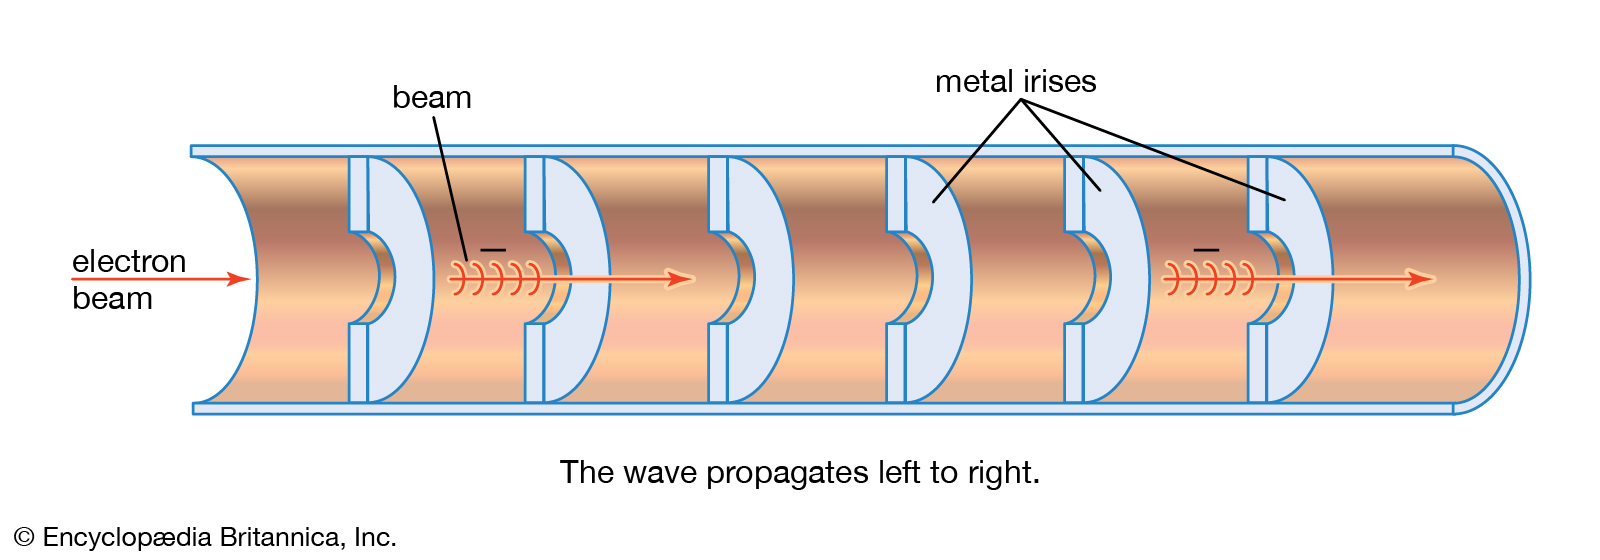 metal irises
beam
electron
beam
–
–
The wave propagates left to right.
© Encyclopædia Britannica, Inc.